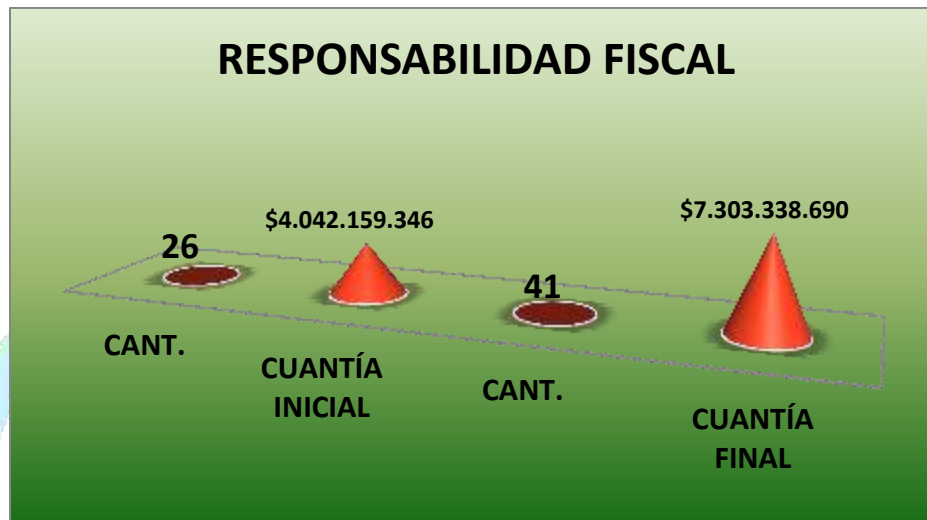 RESPONSABILIDAD FISCAL
26
$4.042.159.346
41
$7.303.338.690
CANT.
CUANTÍA
INICIAL
CANT.
CUANTÍA
FINAL